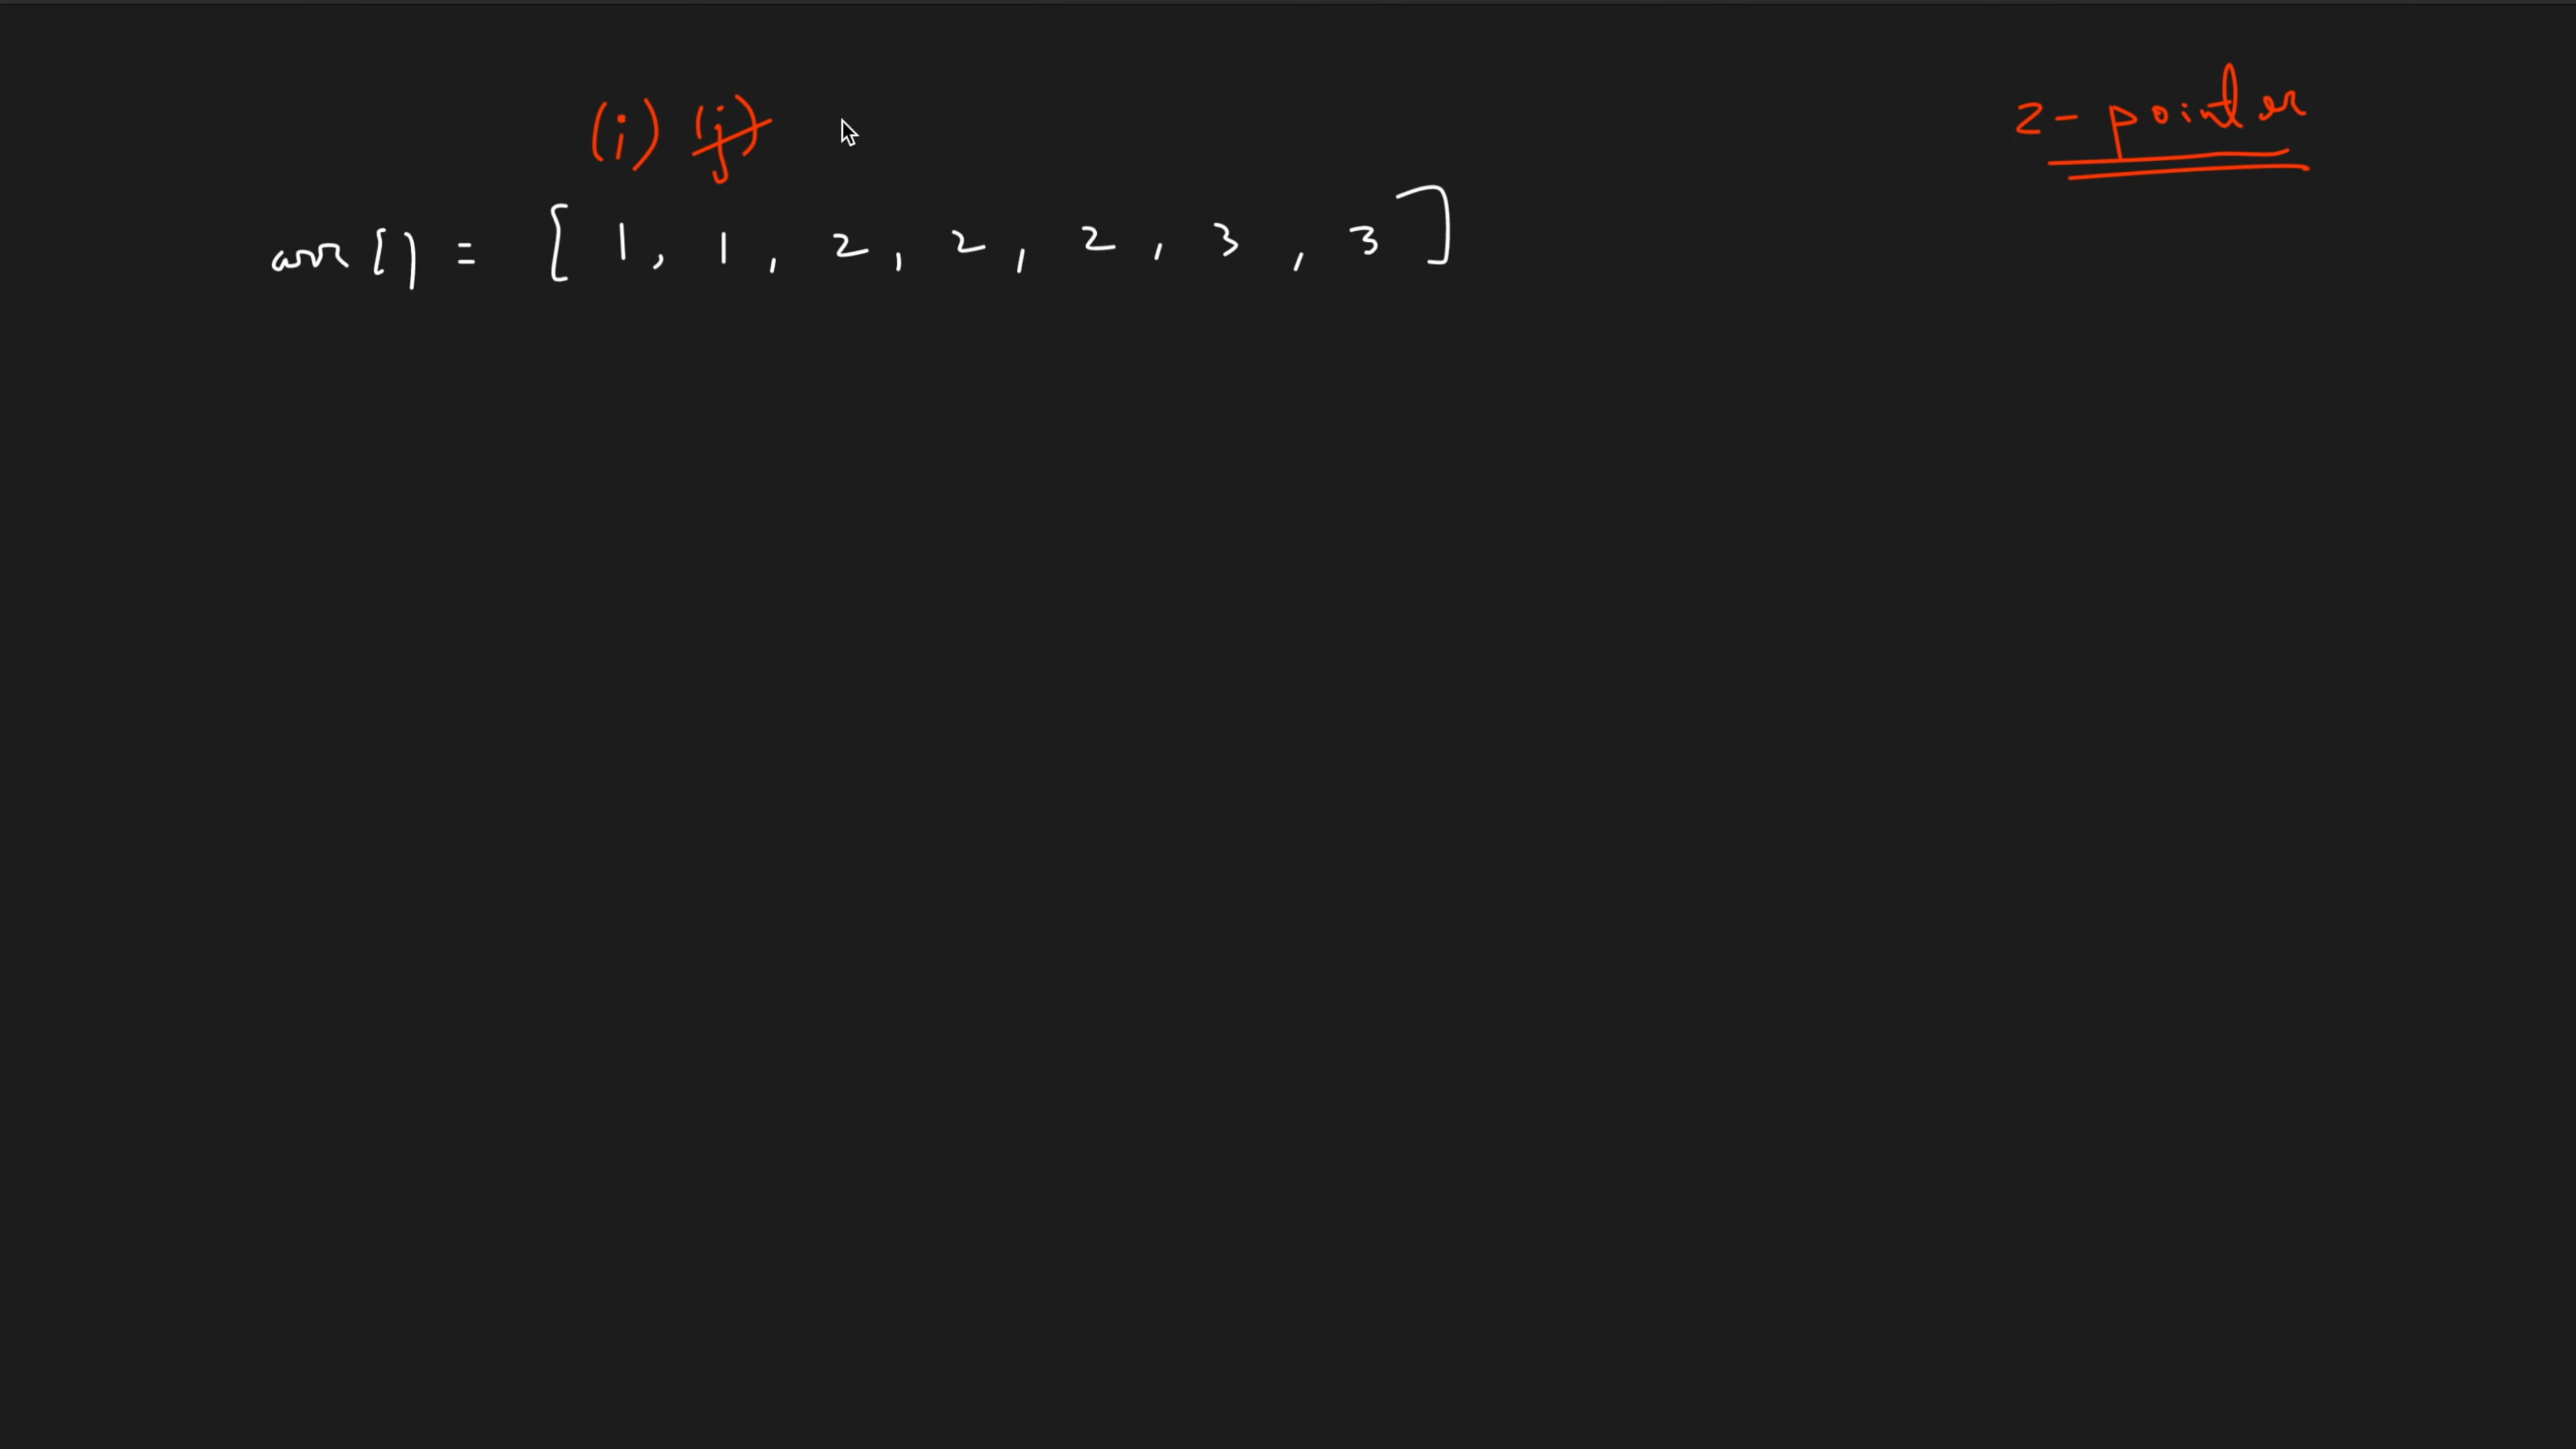 (i) (j)
2-pointer
arr[] = [ 1, 1, 2, 2, 2, 3, 3 ]